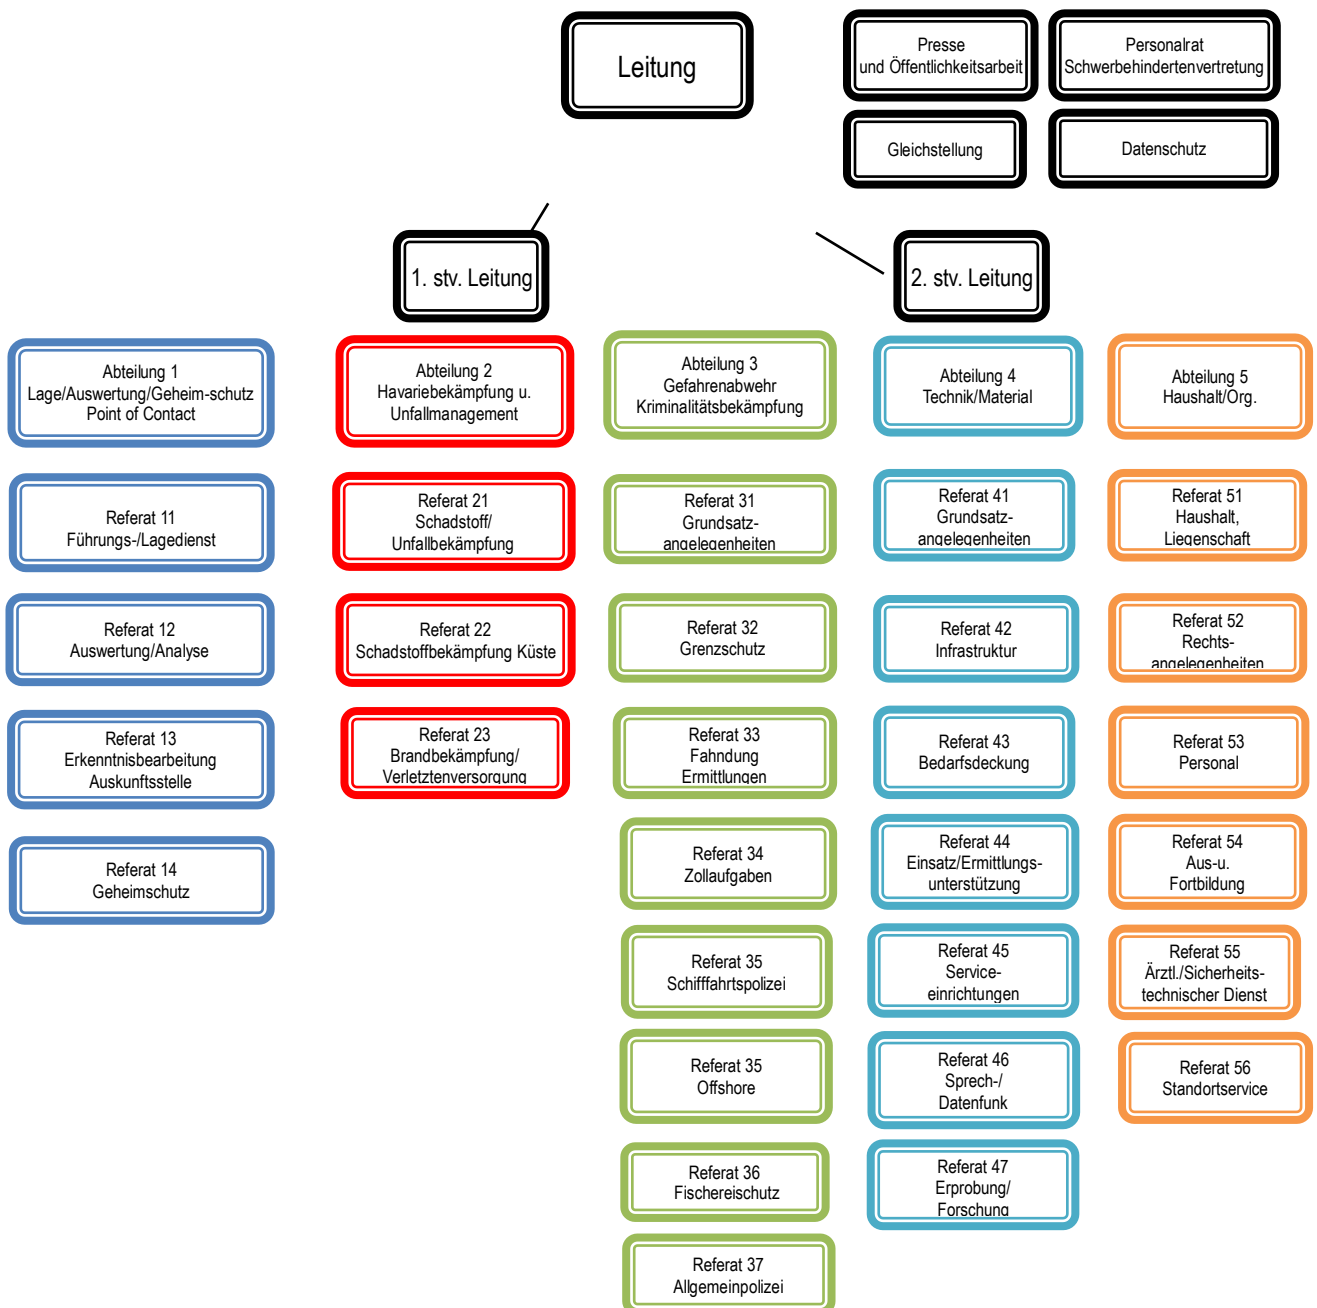 Leitung
Presse
und Öffentlichkeitsarbeit
Personalrat
Schwerbehindertenvertretung
Gleichstellung
Datenschutz
1. stv. Leitung
2. stv. Leitung
Abteilung 1
Lage/Auswertung/Geheim-schutz
Point of Contact
Abteilung 2
Havariebekämpfung u.
Unfallmanagement
Abteilung 3
Gefahrenabwehr
Kriminalitätsbekämpfung
Abteilung 4
Technik/Material
Abteilung 5
Haushalt/Org.
Referat 11
Führungs-/Lagedienst
Referat 21
Schadstoff/
Unfallbekämpfung
Referat 31
Grundsatz-
angelegenheiten
Referat 41
Grundsatz-
angelegenheiten
Referat 51
Haushalt,
Liegenschaft
Referat 12
Auswertung/Analyse
Referat 22
Schadstoffbekämpfung Küste
Referat 32
Grenzschutz
Referat 42
Infrastruktur
Referat 52
Rechts-
angelegenheiten
Referat 13
Erkenntnisbearbeitung
Auskunftsstelle
Referat 23
Brandbekämpfung/
Verletztenversorgung
Referat 33
Fahndung
Ermittlungen
Referat 43
Bedarfsdeckung
Referat 53
Personal
Referat 14
Geheimschutz
Referat 34
Zollaufgaben
Referat 44
Einsatz/Ermittlungs-
unterstützung
Referat 54
Aus-u.
Fortbildung
Referat 35
Schifffahrtspolizei
Referat 45
Service-
einrichtungen
Referat 55
Ärztl./Sicherheits-
technischer Dienst
Referat 35
Offshore
Referat 46
Sprech-/
Datenfunk
Referat 56
Standortservice
Referat 36
Fischereischutz
Referat 47
Erprobung/
Forschung
Referat 37
Allgemeinpolizei